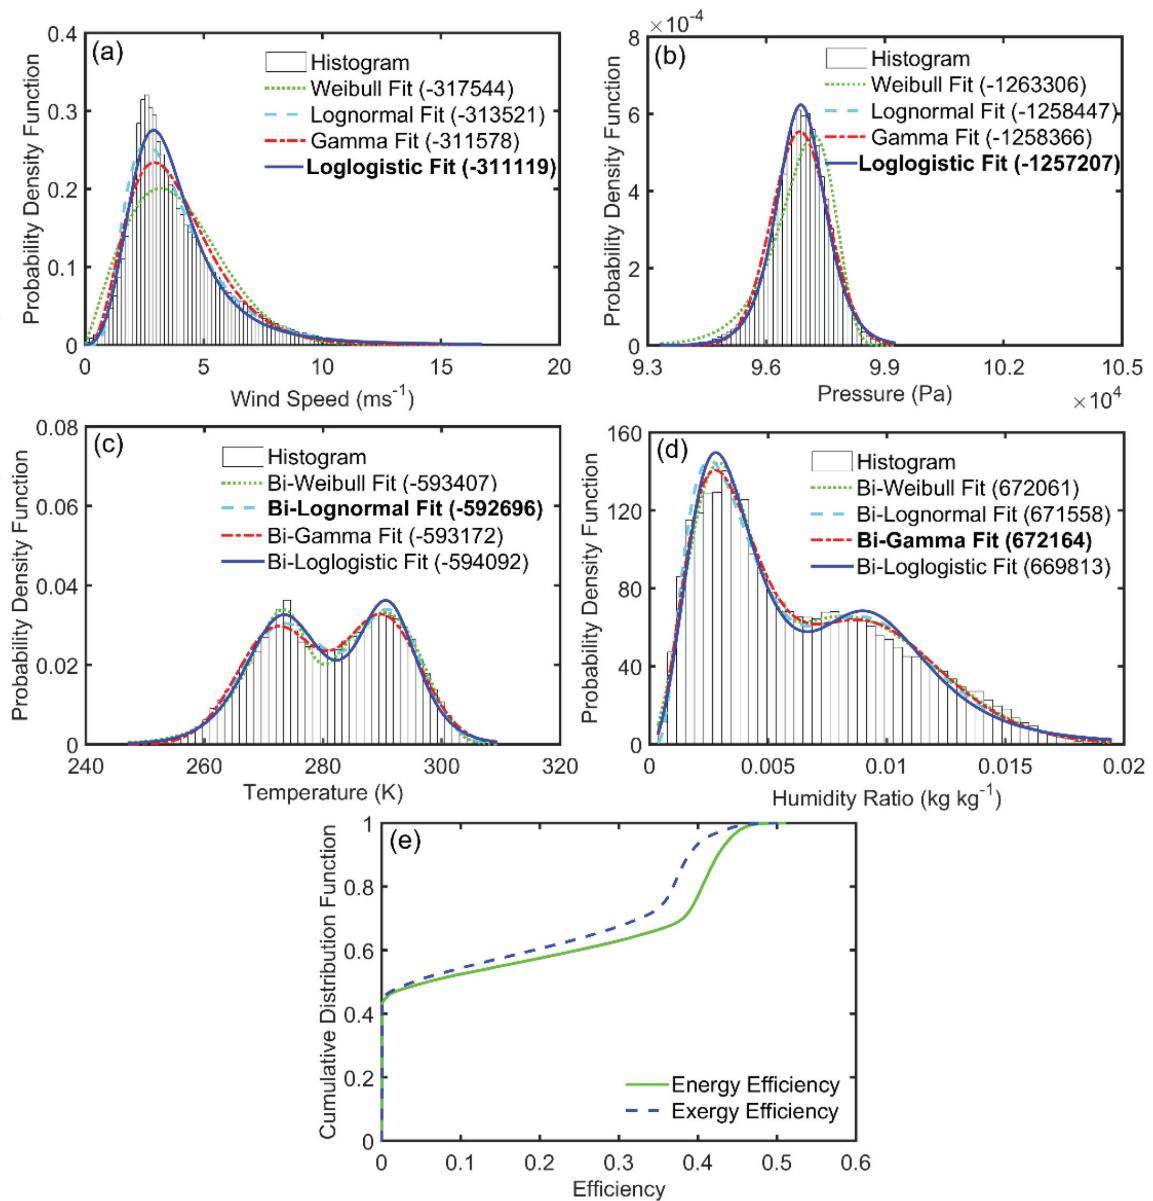 (a)
Probability Density Function
0.4
0.3
0.2
0.1
0
Histogram
Weibull Fit (-317544)
Lognormal Fit (-313521)
Gamma Fit (-311578)
Loglogistic Fit (-311119)
0 5 10 15 20
Wind Speed (ms⁻¹)
(b)
×10⁻⁴
Probability Density Function
8
6
4
2
0
Histogram
Weibull Fit (-1263306)
Lognormal Fit (-1258447)
Gamma Fit (-1258366)
Loglogistic Fit (-1257207)
9.3 9.6 9.9 10.2 10.5
Pressure (Pa)
×10⁴
(c)
Probability Density Function
0.08
0.06
0.04
0.02
0
Histogram
Bi-Weibull Fit (-593407)
Bi-Lognormal Fit (-592696)
Bi-Gamma Fit (-593172)
Bi-Loglogistic Fit (-594092)
240 260 280 300 320
Temperature (K)
(d)
Probability Density Function
160
120
80
40
0
Histogram
Bi-Weibull Fit (672061)
Bi-Lognormal Fit (671558)
Bi-Gamma Fit (672164)
Bi-Loglogistic Fit (669813)
0 0.005 0.01 0.015 0.02
Humidity Ratio (kg kg⁻¹)
(e)
Cumulative Distribution Function
1
0.8
0.6
0.4
0.2
0
Energy Efficiency
Exergy Efficiency
0 0.1 0.2 0.3 0.4 0.5 0.6
Efficiency